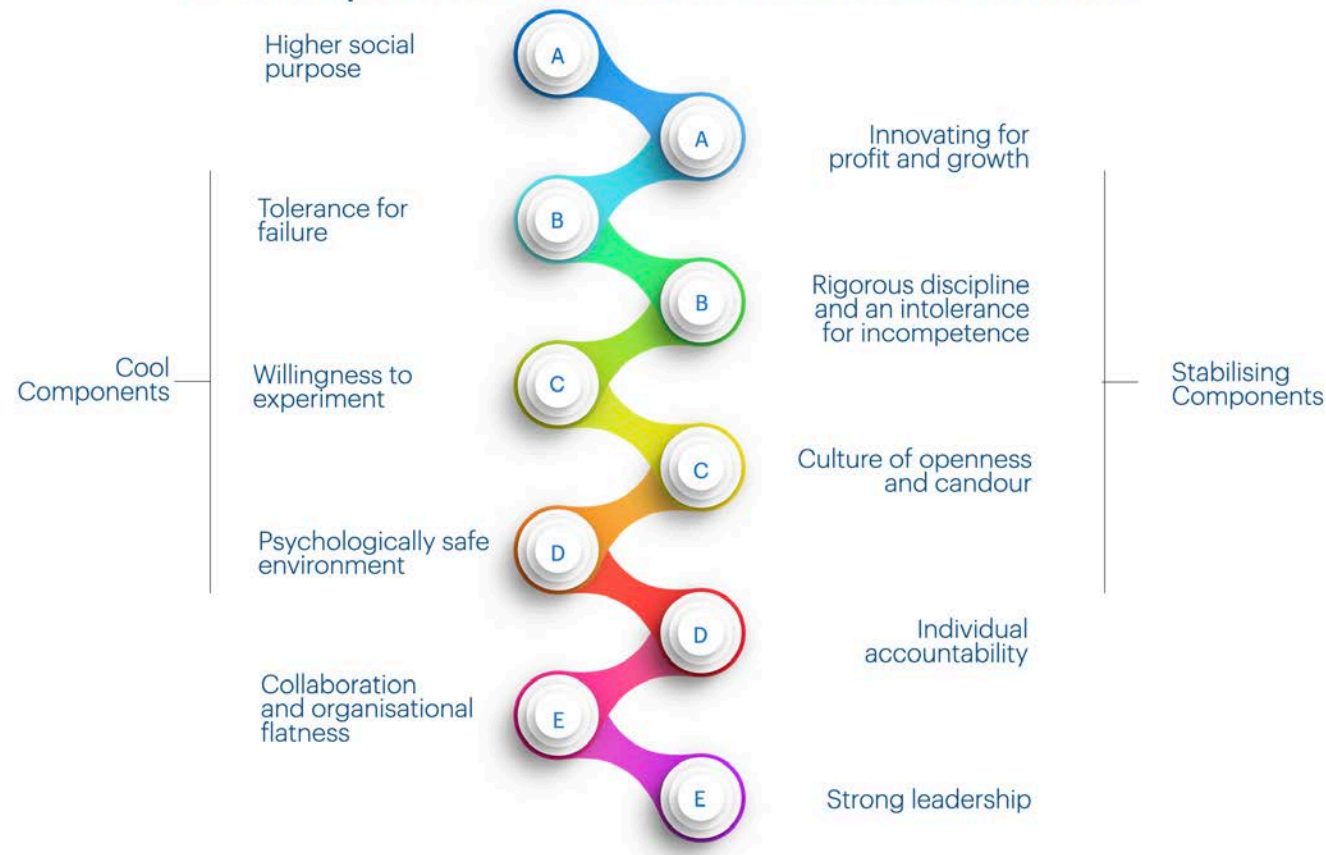 Higher social
purpose
A
A
Innovating for
profit and growth
Tolerance for
failure
B
B
Rigorous discipline
and an intolerance
for incompetence
Cool
Components
Willingness to
experiment
C
Stabilising
Components
C
Culture of openness
and candour
Psychologically safe
environment
D
D
Individual
accountability
Collaboration
and organisational
flatness
E
E
Strong leadership